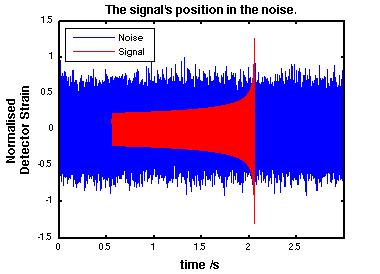 The signal's position in the noise.
1.5
Noise
Signal
1
0.5
0
-0.5
-1
-1.5
Normalised
Detector Strain
0 0.5 1 1.5 2 2.5
time /s